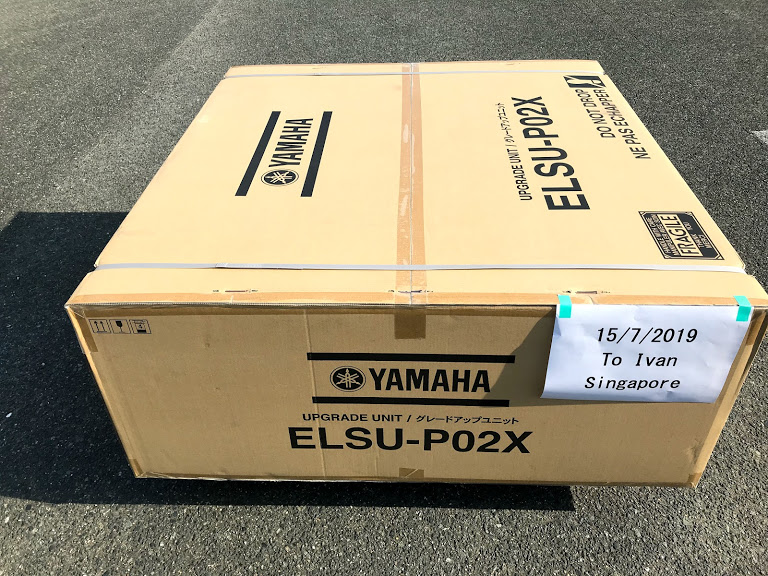 YAMAHA
UPGRADE UNIT / グレードアップユニット
ELSU-P02X
DO NOT DROP
NE PAS ECHAPPER
FRAGILE
15/7/2019
To Ivan
Singapore
YAMAHA
UPGRADE UNIT / グレードアップユニット
ELSU-P02X